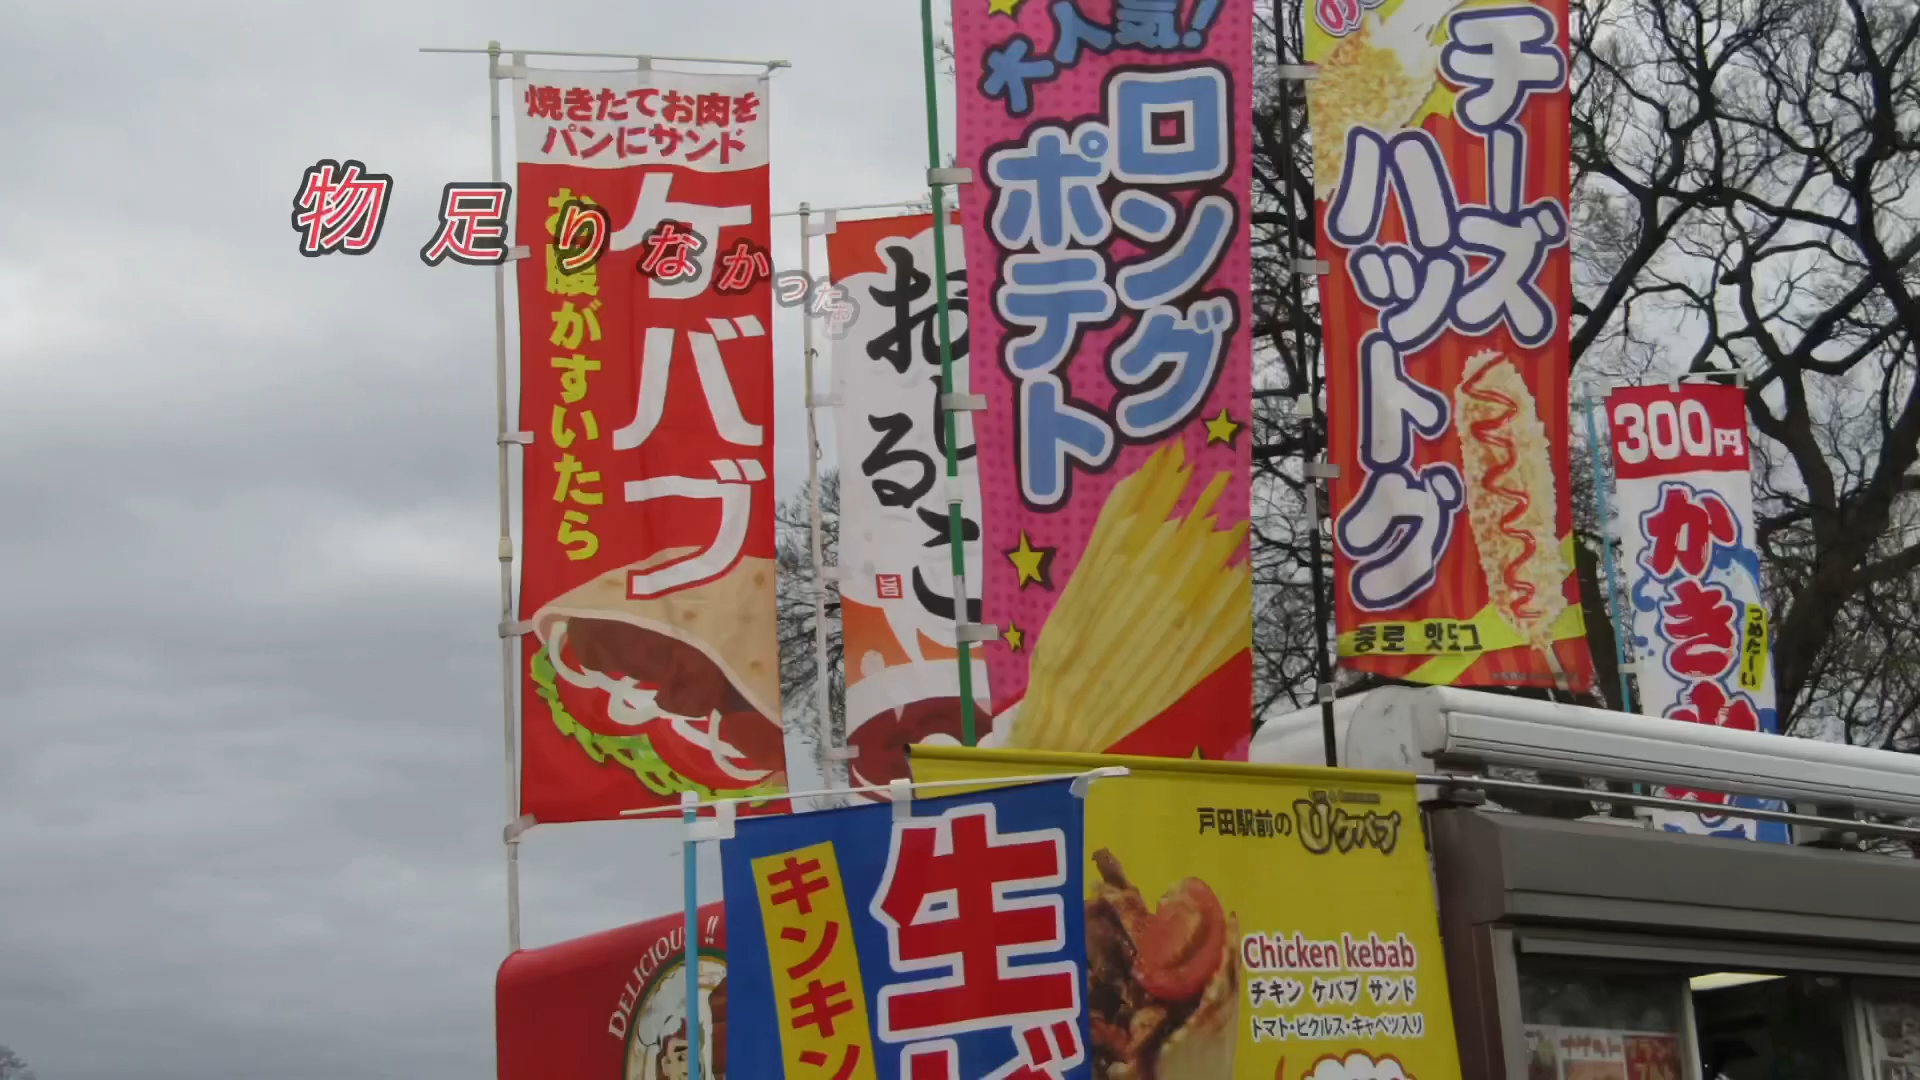 物足りなかったお
焼きたてお肉を
パンにサンド
お腹がすいたら
ケバブ
おしるこ
大人気!
ロング
ポテト
チーズ
ハットグ
종로 핫도그
300円
かき氷
つめたーい
戸田駅前の
ケバブ
Chicken kebab
チキン ケバブ サンド
トマト・ピクルス・キャベツ入り
生ビ
キンキン
DELICIOUS!!